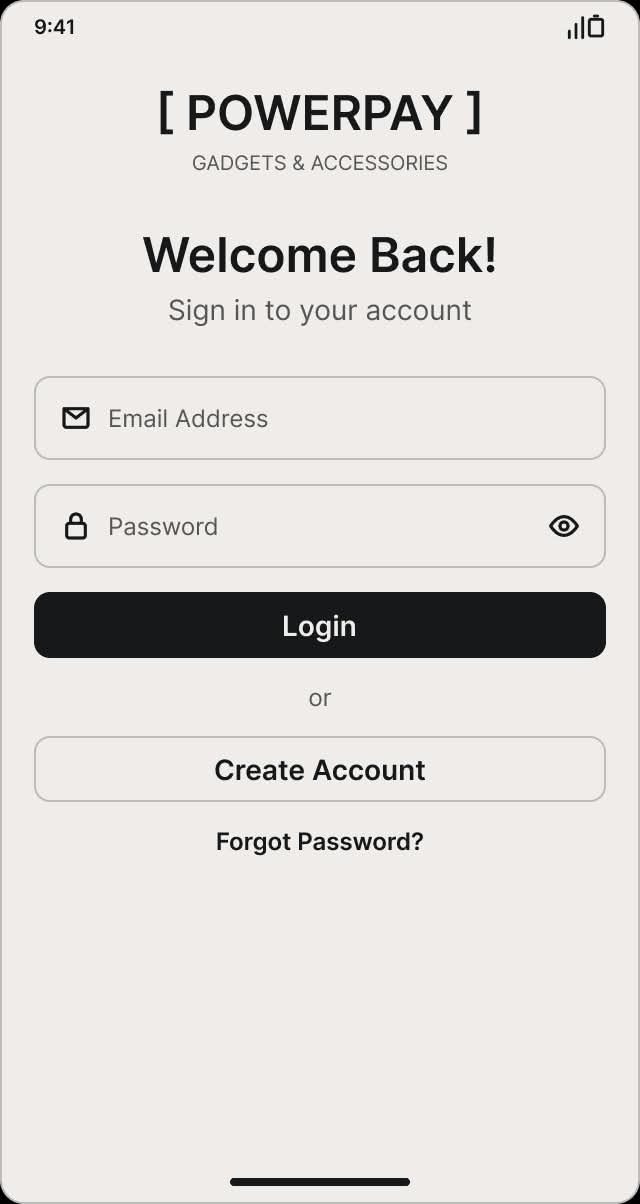 9:41
[ POWERPAY ]
GADGETS & ACCESSORIES
Welcome Back!
Sign in to your account
Email Address
Password
Login
or
Create Account
Forgot Password?